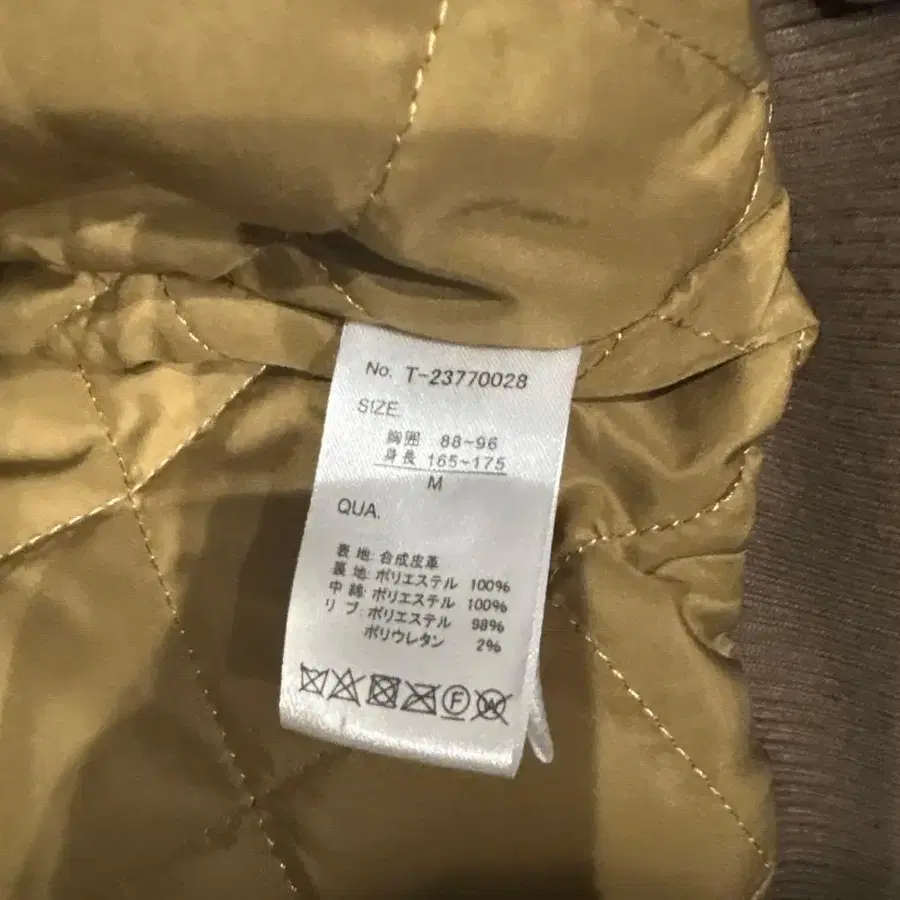 No. T-23770028
SIZE.
胸囲 88~96
身長 165~175
M
QUA.
表地:合成皮革
裏地:ポリエステル 100%
中綿:ポリエステル 100%
リブ:ポリエステル 98%
ポリウレタン 2%
F W